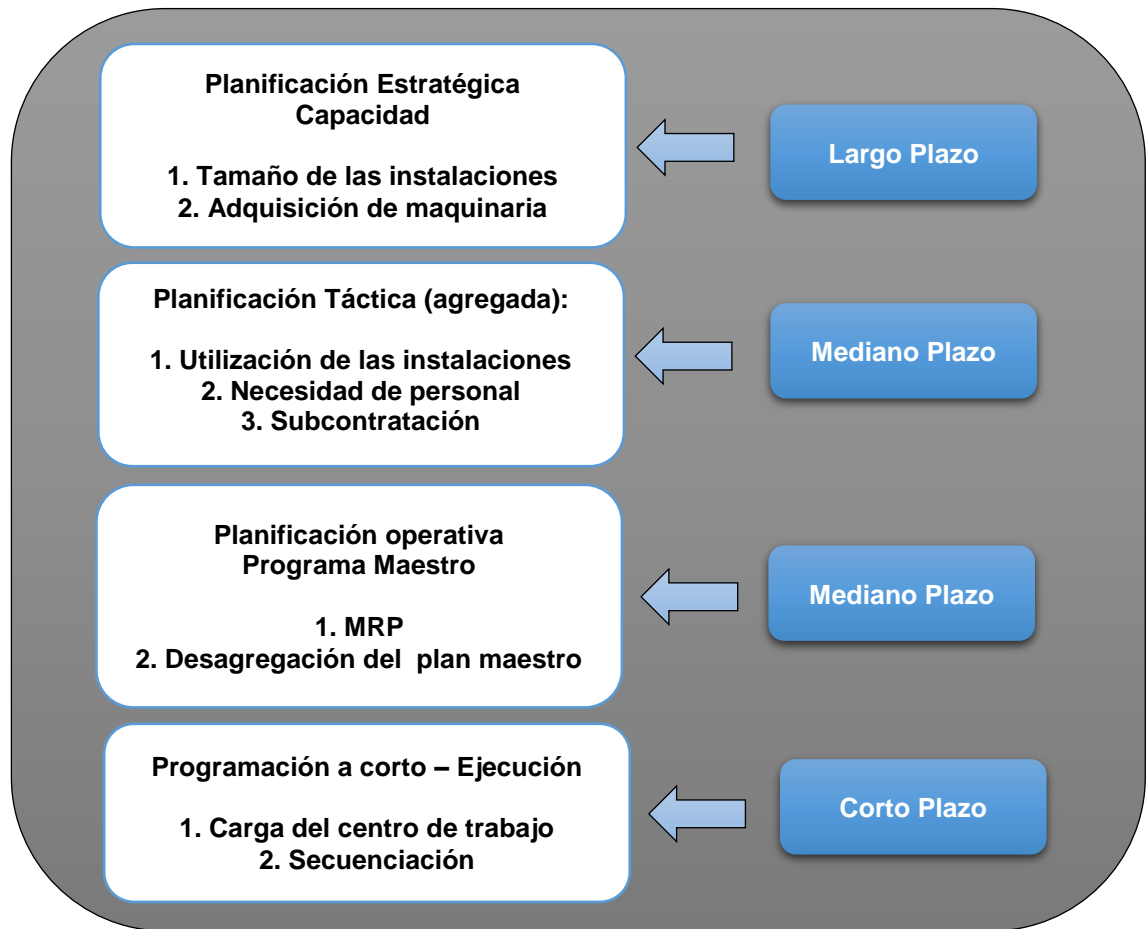 Planificación Estratégica
Capacidad
1. Tamaño de las instalaciones
2. Adquisición de maquinaria
Largo Plazo
Planificación Táctica (agregada):
1. Utilización de las instalaciones
2. Necesidad de personal
3. Subcontratación
Mediano Plazo
Planificación operativa
Programa Maestro
1. MRP
2. Desagregación del plan maestro
Mediano Plazo
Programación a corto – Ejecución
1. Carga del centro de trabajo
2. Secuenciación
Corto Plazo